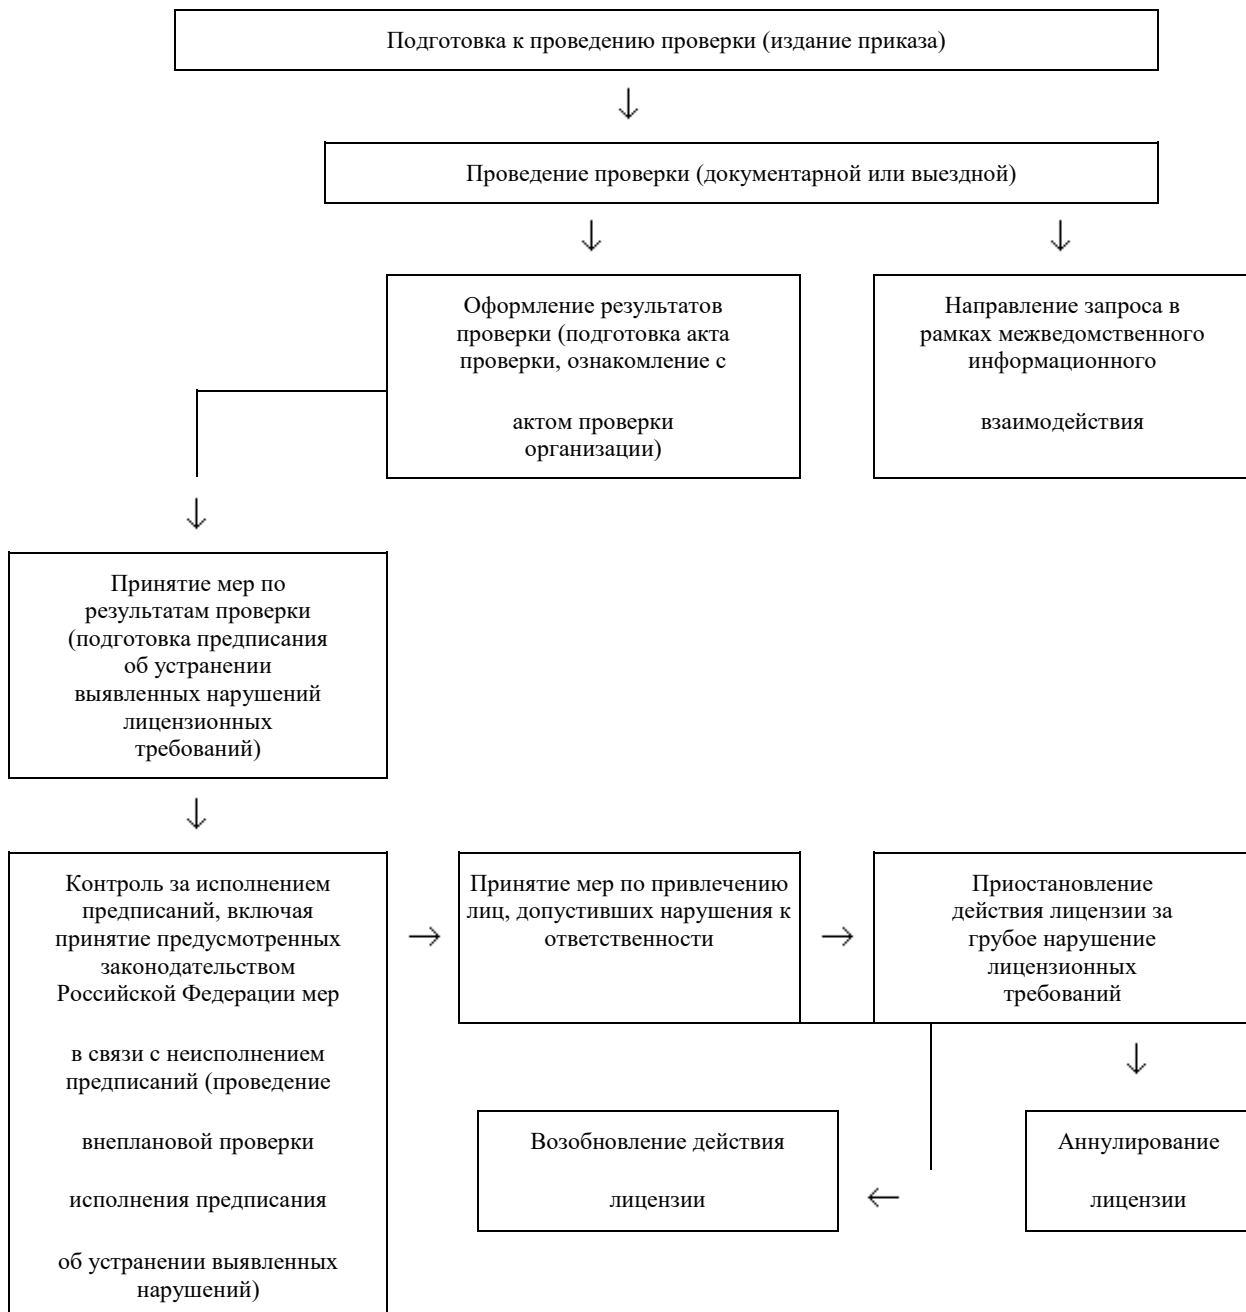 Подготовка к проведению проверки (издание приказа)
Проведение проверки (документарной или выездной)
Оформление результатов
проверки (подготовка акта
проверки, ознакомление с
актом проверки
организации)
Направление запроса в
рамках межведомственного
информационного
взаимодействия
Принятие мер по
результатам проверки
(подготовка предписания
об устранении
выявленных нарушений
лицензионных
требований)
Контроль за исполнением
предписаний, включая
принятие предусмотренных
законодательством
Российской Федерации мер
в связи с неисполнением
предписаний (проведение
внеплановой проверки
исполнения предписания
об устранении выявленных
нарушений)
Принятие мер по привлечению
лиц, допустивших нарушения к
ответственности
Приостановление
действия лицензии за
грубое нарушение
лицензионных
требований
Возобновление действия
лицензии
Аннулирование
лицензии